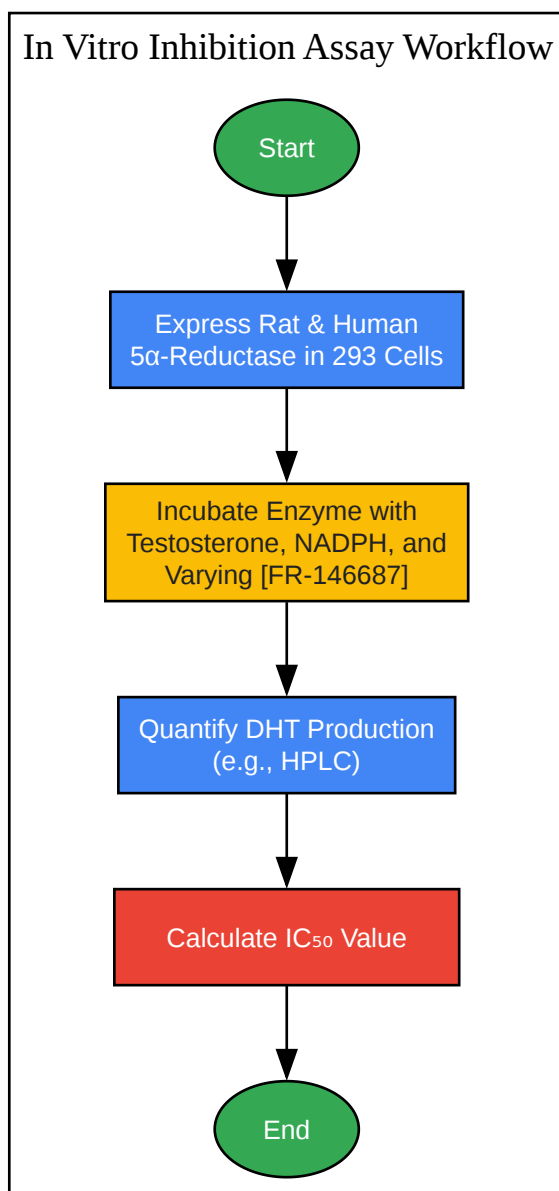 In Vitro Inhibition Assay Workflow
Start
Express Rat & Human
5α-Reductase in 293 Cells
Incubate Enzyme with
Testosterone, NADPH, and
Varying [FR-146687]
Quantify DHT Production
(e.g., HPLC)
Calculate IC₅₀ Value
End